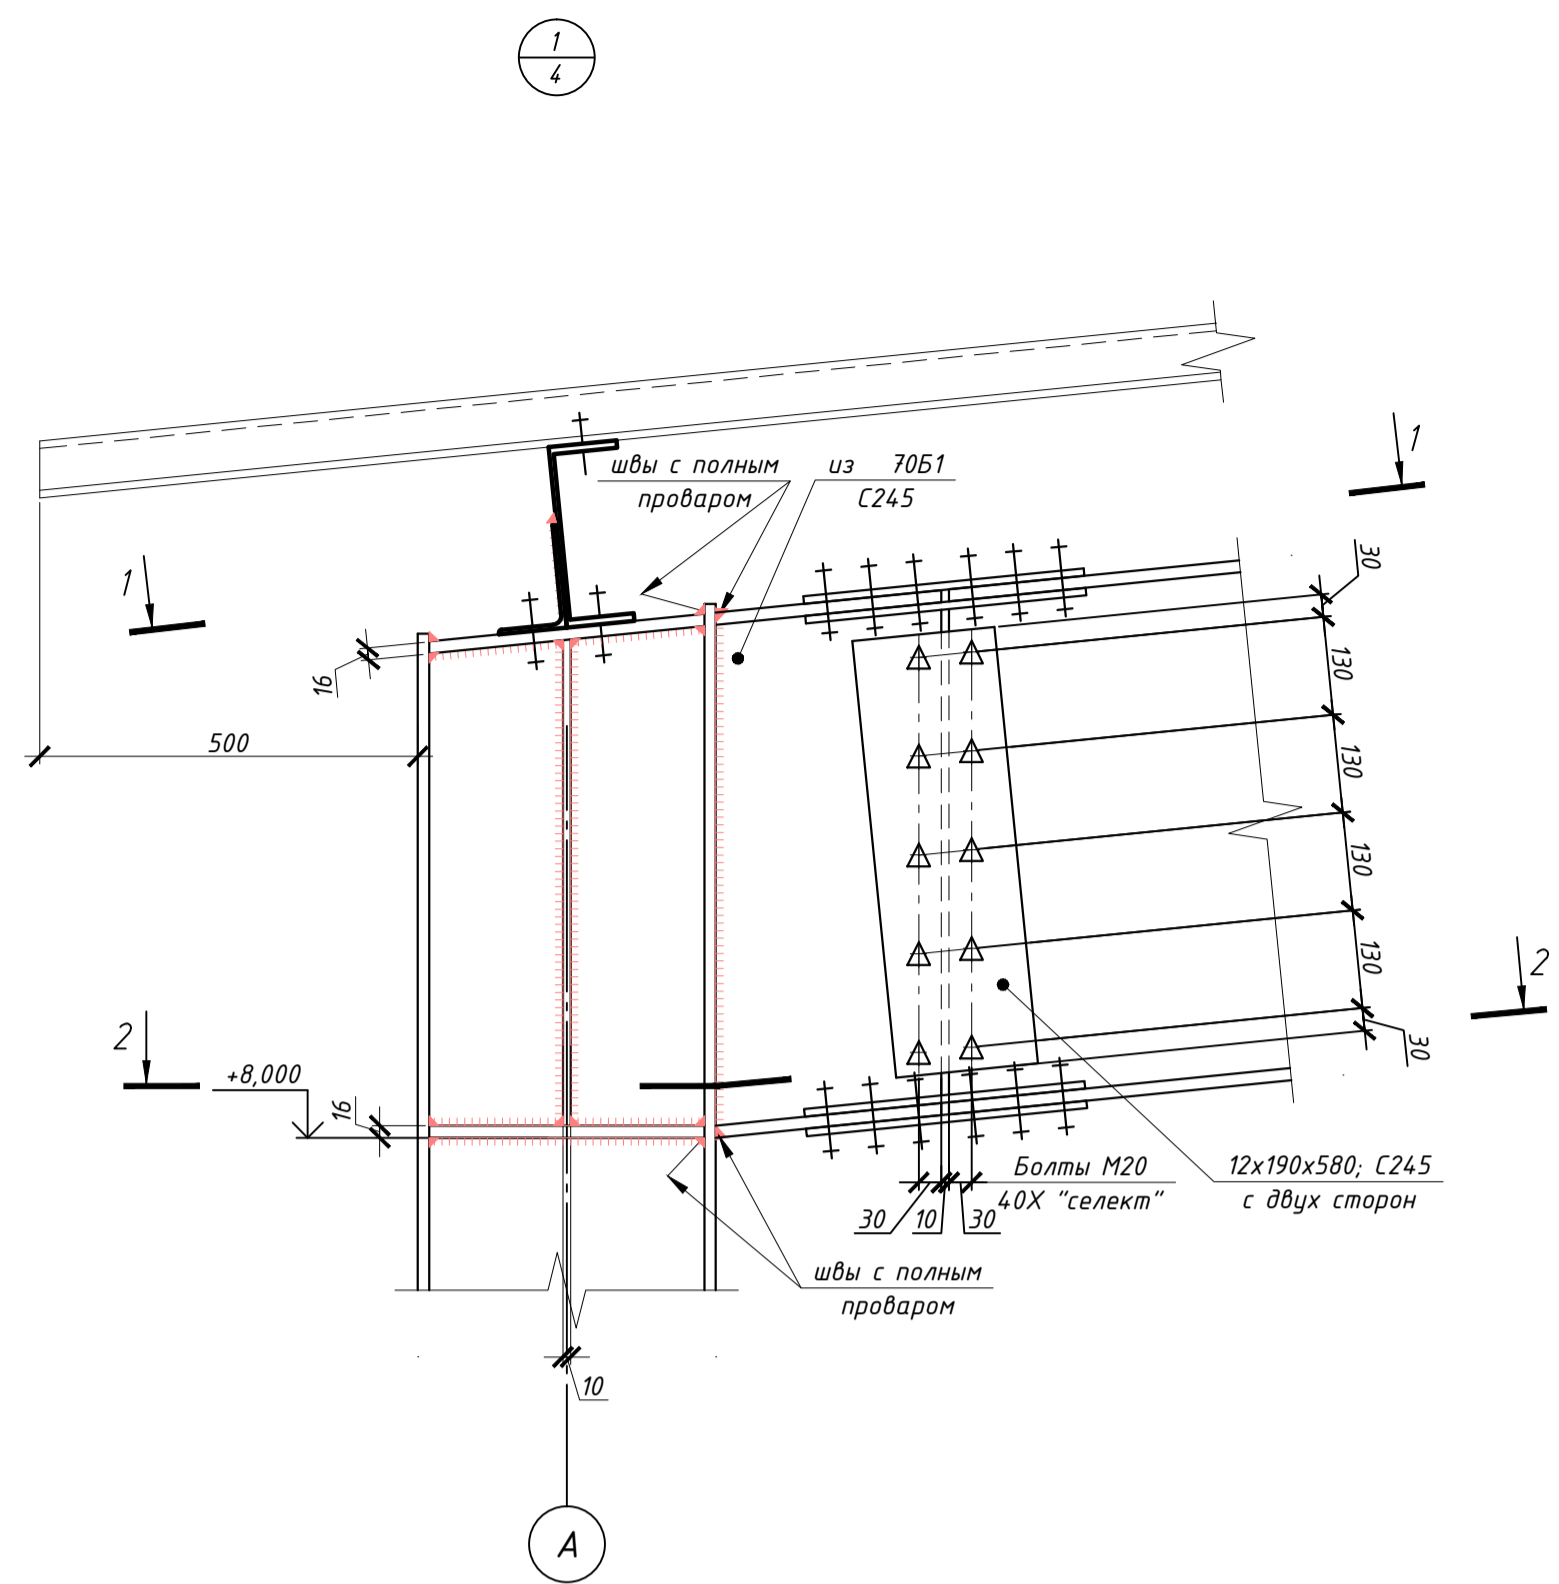 1
4
швы с полным
проваром
из 70Б1
С245
1
1
30
16
130
500
130
130
130
2
2
30
+8,000
16
Болты М20
40Х "селект"
12х190х580; С245
с двух сторон
30
10
30
швы с полным
проваром
10
А